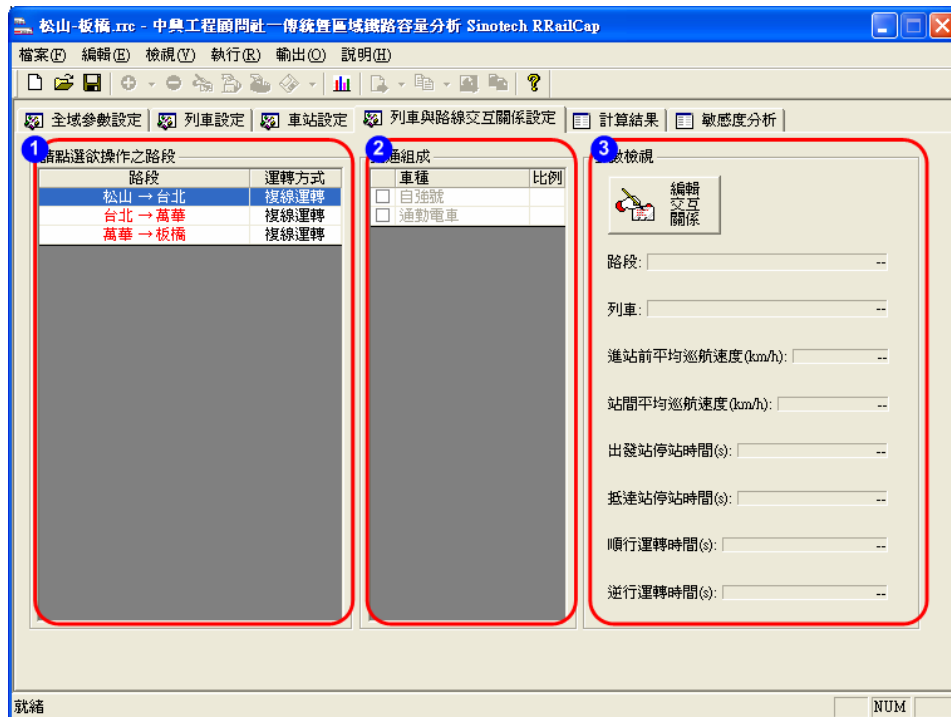 松山-板橋.rrc - 中興工程顧問社－傳統暨區域鐵路容量分析 Sinotech RRailCap
檔案(F) 編輯(E) 檢視(V) 執行(R) 輸出(O) 說明(H)
全域參數設定 列車設定 車站設定 列車與路線交互關係設定 計算結果 敏感度分析
1 請點選欲操作之路段
路段 運轉方式
松山 → 台北 複線運轉
台北 → 萬華 複線運轉
萬華 → 板橋 複線運轉
2 通組成
車種 比例
自強號
通勤電車
3 數檢視
編輯
交互
關係
路段: --
列車: --
進站前平均巡航速度(km/h): --
站間平均巡航速度(km/h): --
出發站停站時間(s): --
抵達站停站時間(s): --
順行運轉時間(s): --
逆行運轉時間(s): --
就緒 NUM